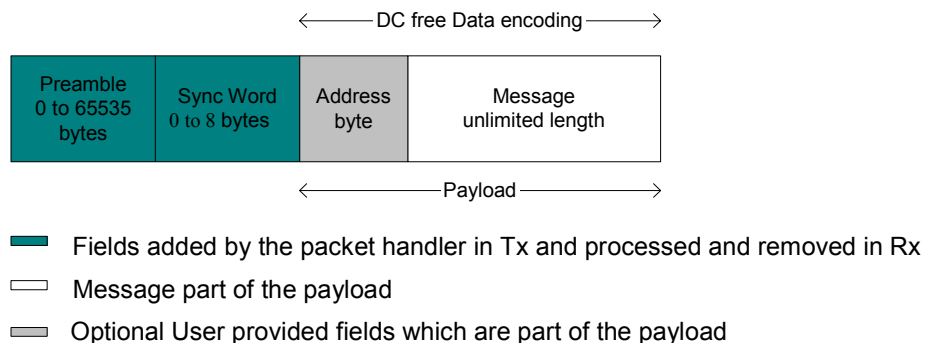 DC free Data encoding
Preamble
0 to 65535
bytes
Sync Word
0 to 8 bytes
Address
byte
Message
unlimited length
Payload
Fields added by the packet handler in Tx and processed and removed in Rx
Message part of the payload
Optional User provided fields which are part of the payload